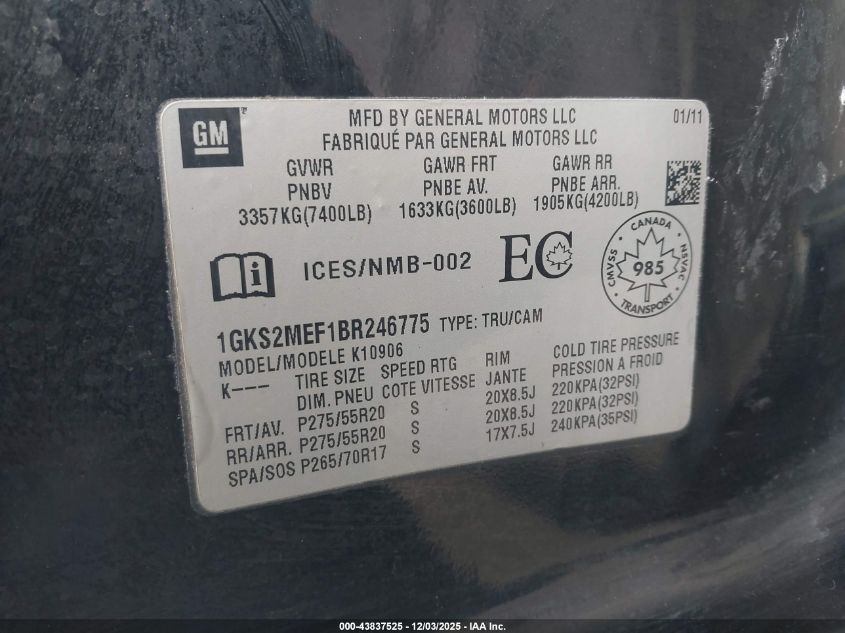 GM
MFD BY GENERAL MOTORS LLC 01/11
FABRIQUÉ PAR GENERAL MOTORS LLC
GVWR GAWR FRT GAWR RR
PNBV PNBE AV. PNBE ARR.
3357KG(7400LB) 1633KG(3600LB) 1905KG(4200LB)
i ICES/NMB-002 EC
CANADA
CMVSS 985 NSVAC
TRANSPORT
1GKS2MEF1BR246775 TYPE: TRU/CAM
MODEL/MODELE K10906
K--- TIRE SIZE SPEED RTG RIM COLD TIRE PRESSURE
DIM. PNEU COTE VITESSE JANTE PRESSION A FROID
FRT/AV. P275/55R20 S 20X8.5J 220KPA(32PSI)
RR/ARR. P275/55R20 S 20X8.5J 220KPA(32PSI)
SPA/SOS P265/70R17 S 17X7.5J 240KPA(35PSI)
000-43837525 - 12/03/2025 - IAA Inc.